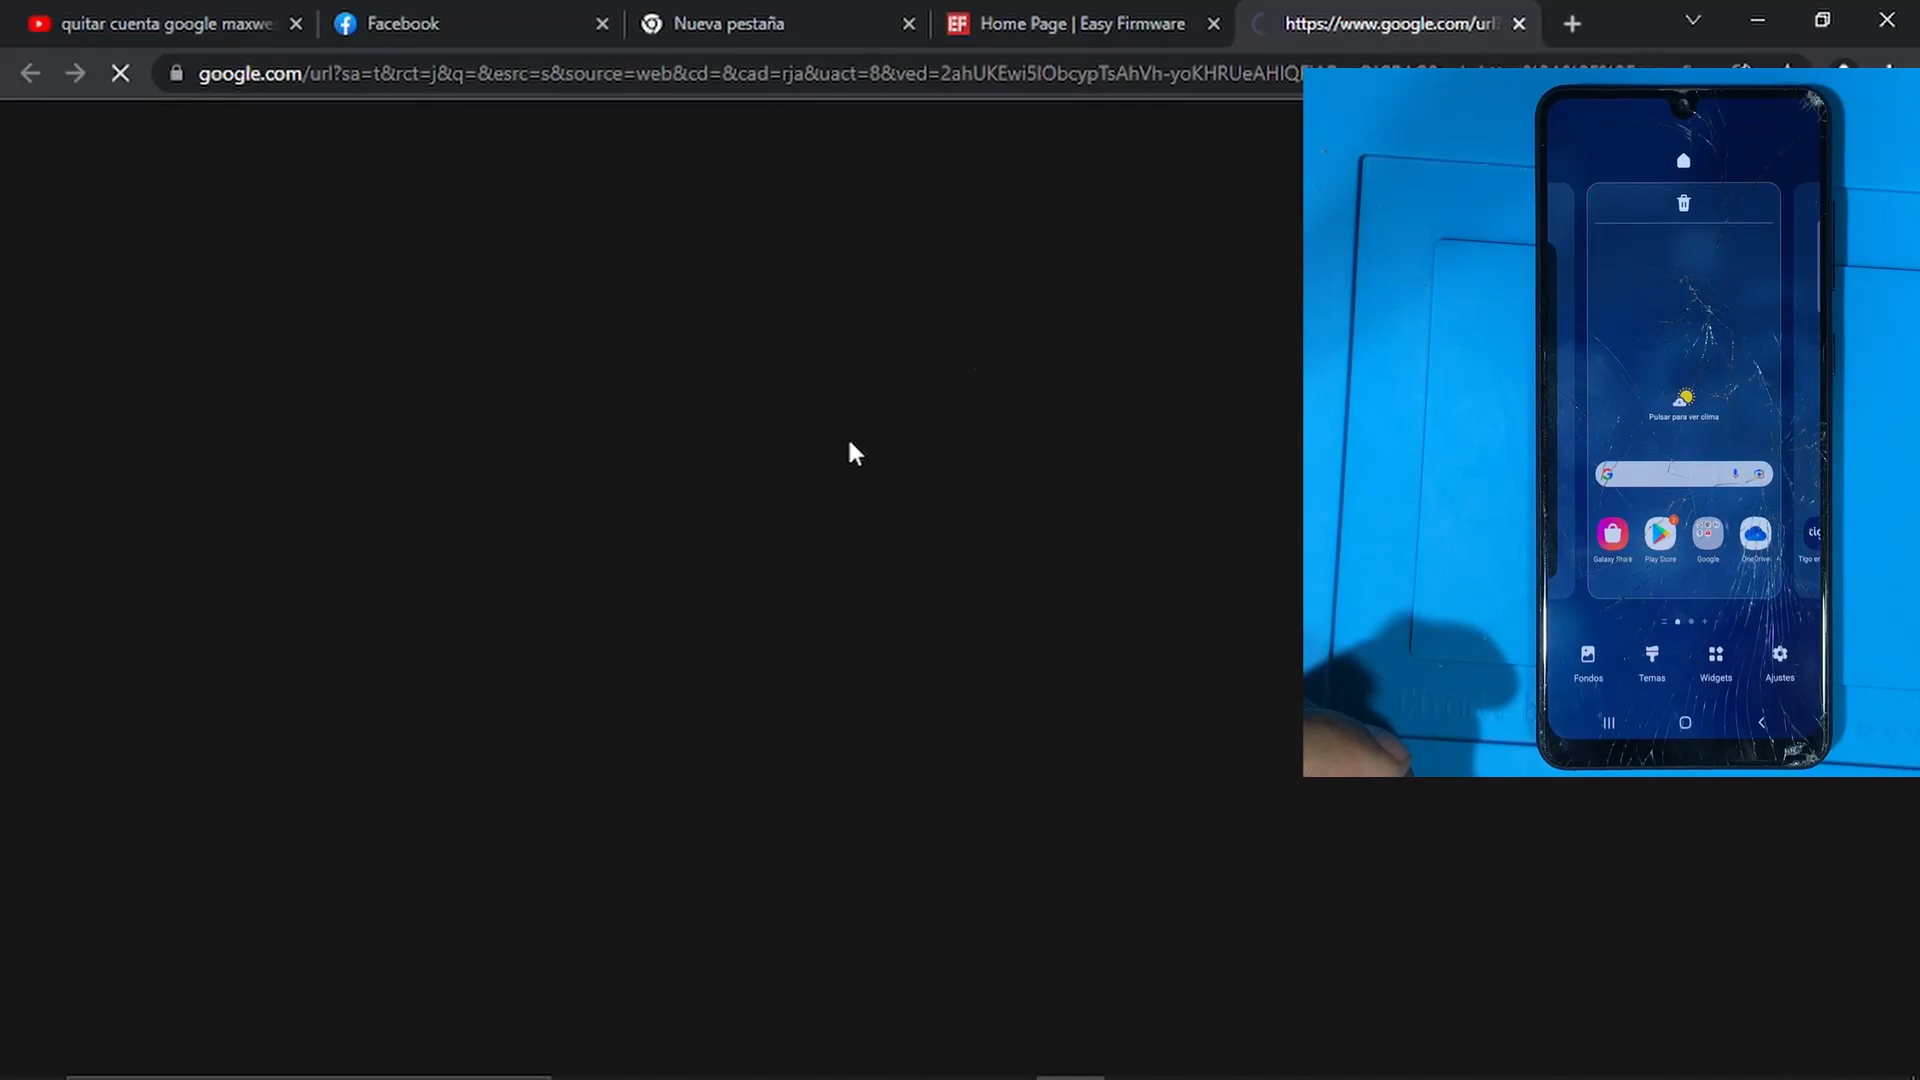 quitar cuenta google maxwe
Facebook
Nueva pestaña
EF Home Page | Easy Firmware
https://www.google.com/url?
google.com/url?sa=t&rct=j&q=&esrc=s&source=web&cd=&cad=rja&uact=8&ved=2ahUKEwi5lObcypTsAhVh-yoKHRUeAHIQF
Pulsar para ver clima
Galaxy Store
Play Store
Google
OneDrive
Fondos
Temas
Widgets
Ajustes